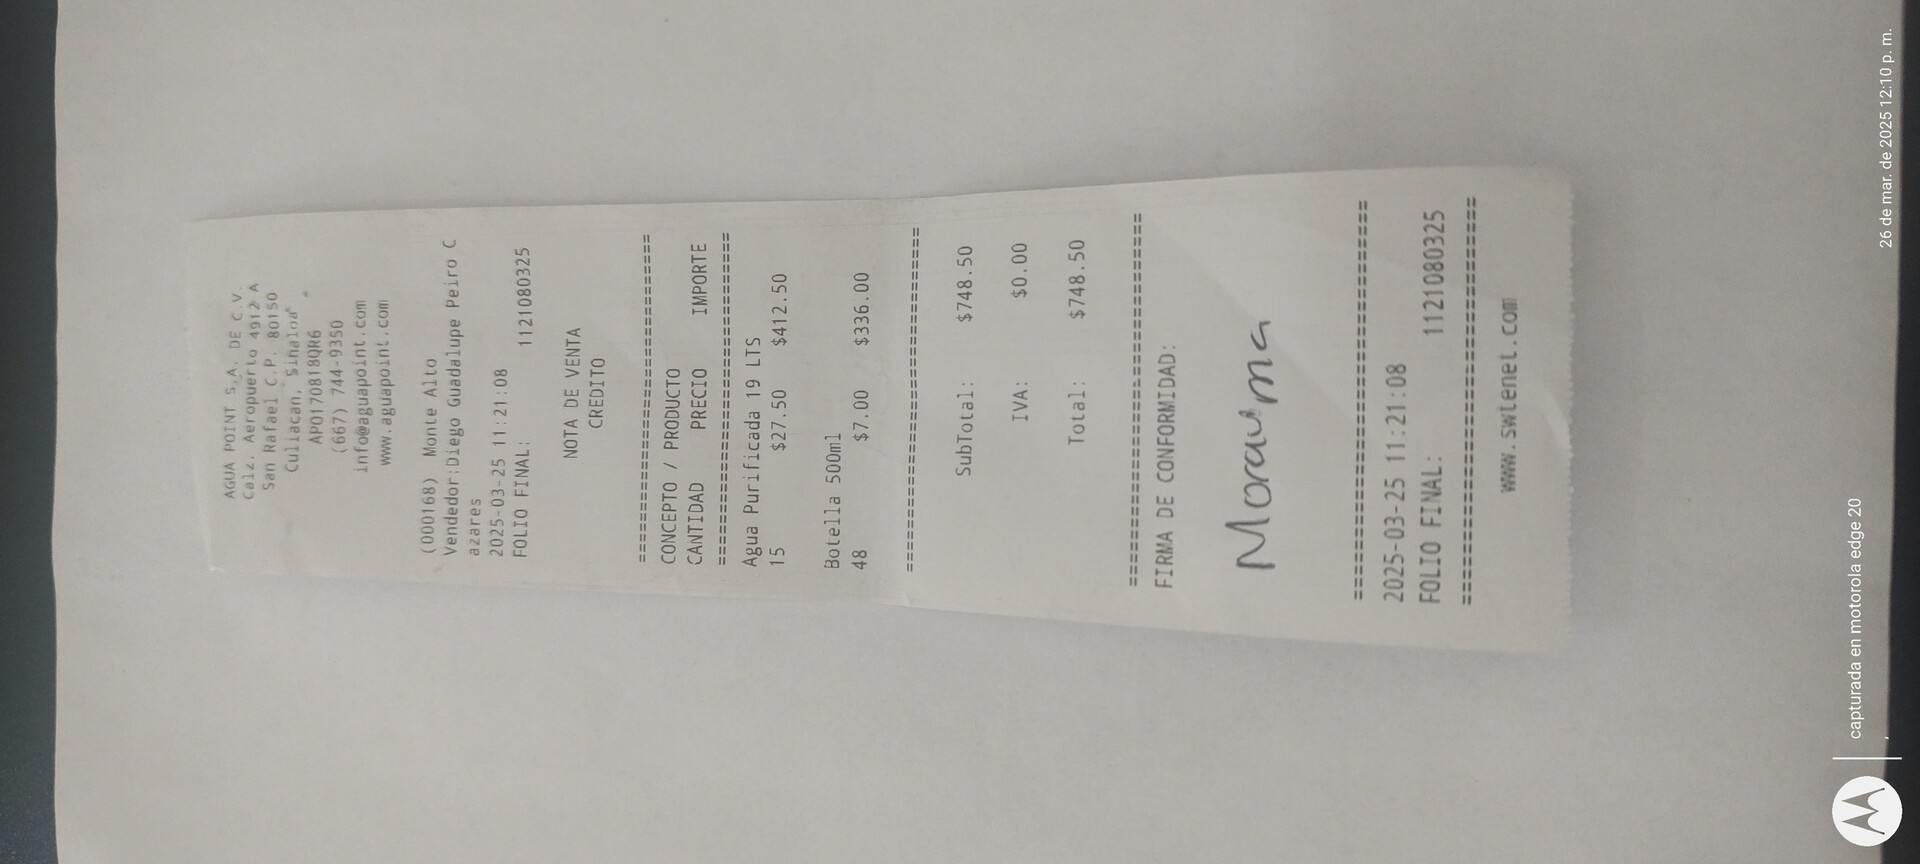 AGUA POINT S.A. DE C.V.
Calz. Aeropuerto 4912 A
San Rafael C.P. 80150
Culiacan, Sinaloa
APO170818QR6
(667) 744-9350
info@aguapoint.com
www.aguapoint.com
(000168) Monte Alto
Vendedor:Diego Guadalupe Peiro C
azares
2025-03-25 11:21:08
FOLIO FINAL: 1121080325
NOTA DE VENTA
CREDITO
================================
CONCEPTO / PRODUCTO
CANTIDAD PRECIO IMPORTE
================================
Agua Purificada 19 LTS
15 $27.50 $412.50
Botella 500ml
48 $7.00 $336.00
================================
SubTotal: $748.50
IVA: $0.00
Total: $748.50
================================
FIRMA DE CONFORMIDAD:
================================
2025-03-25 11:21:08
FOLIO FINAL: 1121080325
================================
www.swtenet.com
capturada en motorola edge 20
,
26 de mar. de 2025 12:10 p. m.